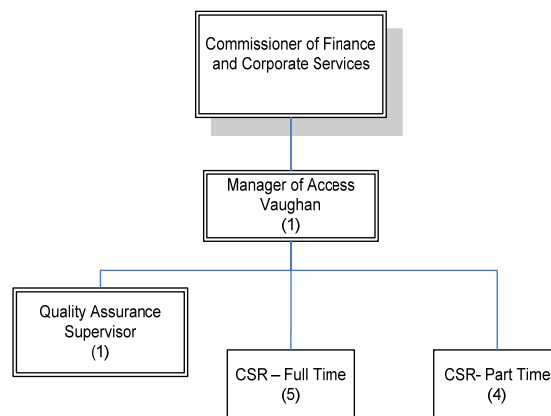 Commissioner of Finance
and Corporate Services
Manager of Access
Vaughan
(1)
Quality Assurance
Supervisor
(1)
CSR – Full Time
(5)
CSR- Part Time
(4)